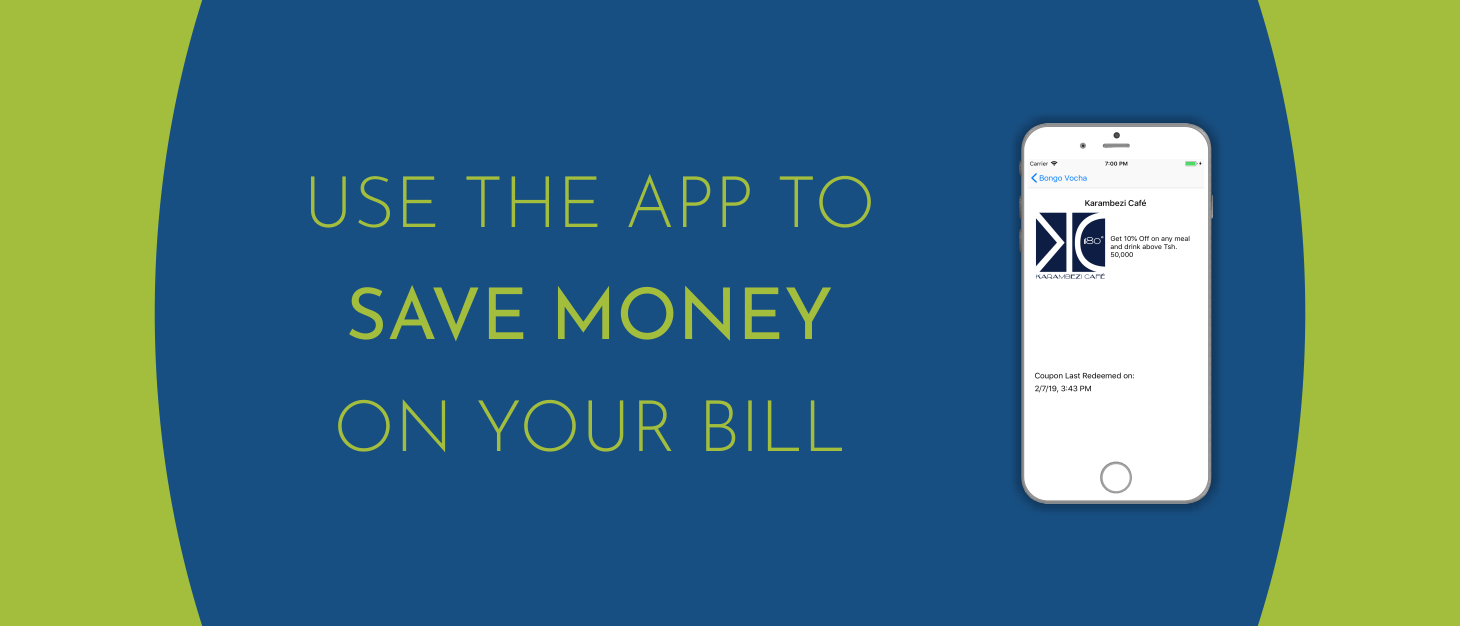 USE THE APP TO
SAVE MONEY
ON YOUR BILL
Carrier 7:00 PM
Bongo Vocha
Karambezi Café
180°
KARAMBEZI CAFÉ
Get 10% Off on any meal
and drink above Tsh.
50,000
Coupon Last Redeemed on:
2/7/19, 3:43 PM